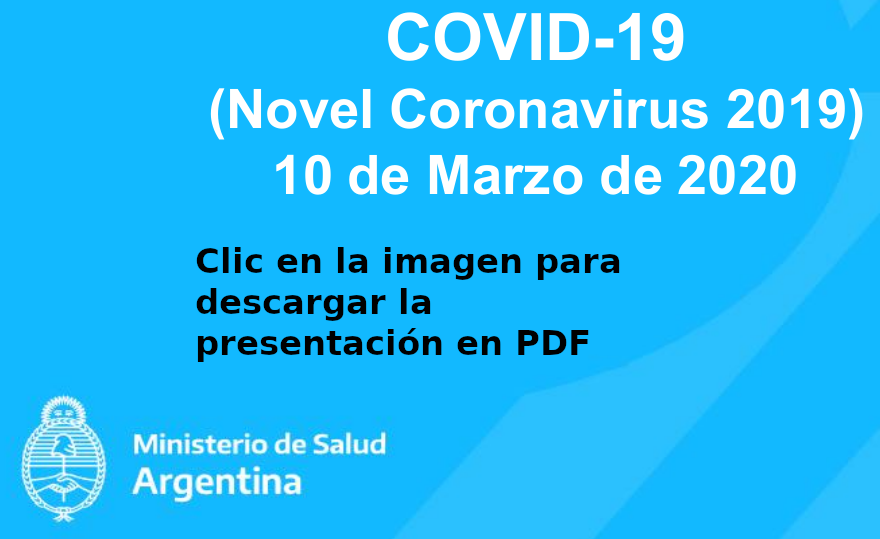 COVID-19
(Novel Coronavirus 2019)
10 de Marzo de 2020
Clic en la imagen para
descargar la
presentación en PDF
Ministerio de Salud
Argentina